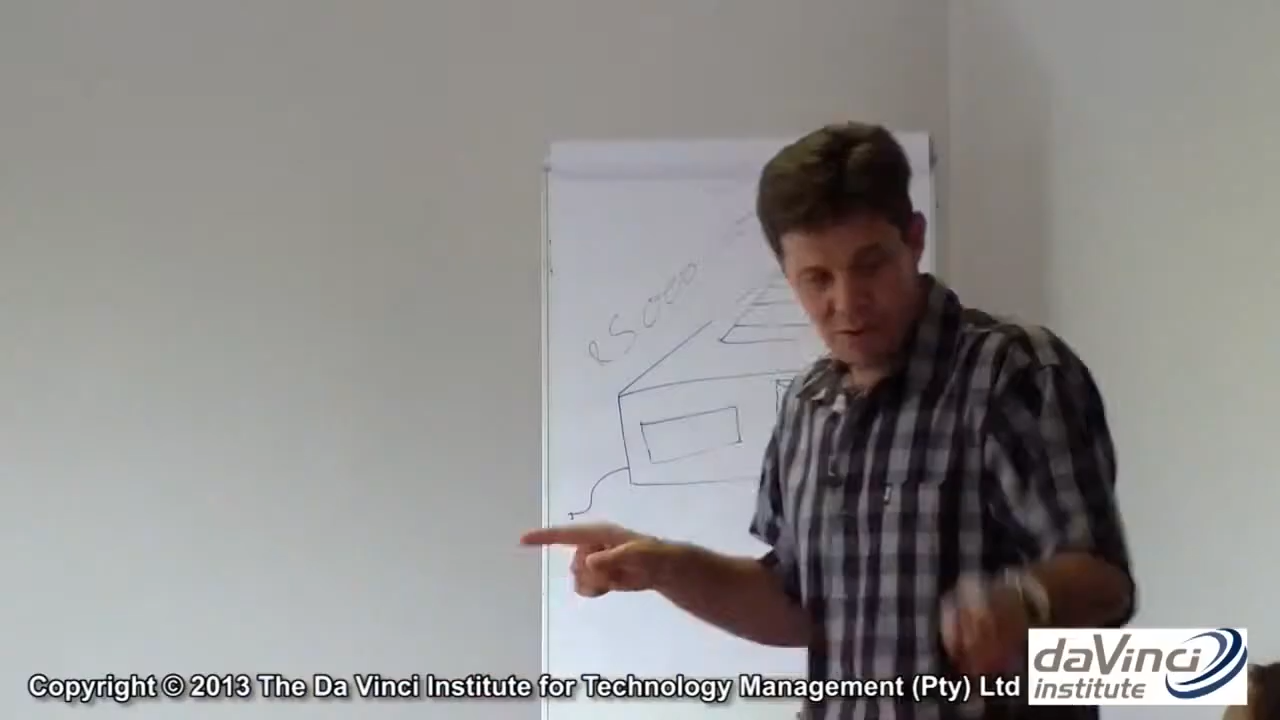 R5000
Copyright © 2013 The Da Vinci Institute for Technology Management (Pty) Ltd
daVinci
institute